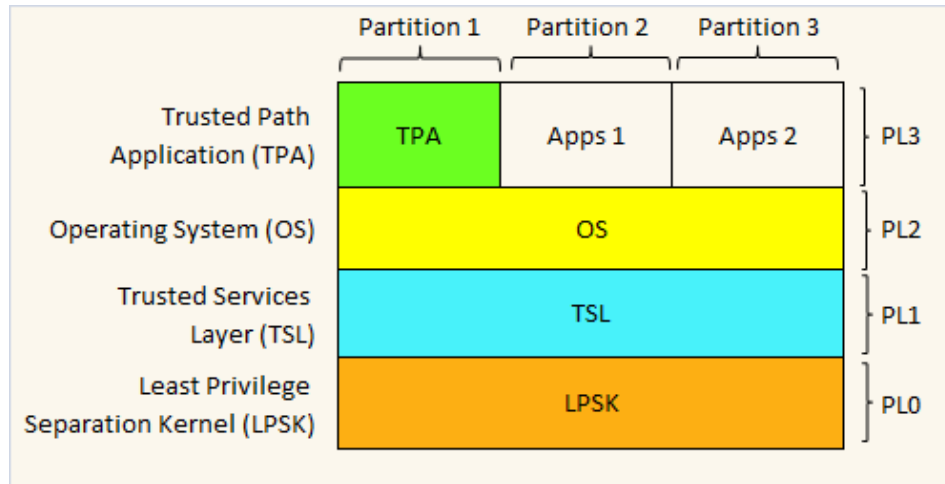 Partition 1 Partition 2 Partition 3
Trusted Path
Application (TPA)
TPA Apps 1 Apps 2 PL3
Operating System (OS) OS PL2
Trusted Services
Layer (TSL)
TSL PL1
Least Privilege
Separation Kernel (LPSK)
LPSK PL0